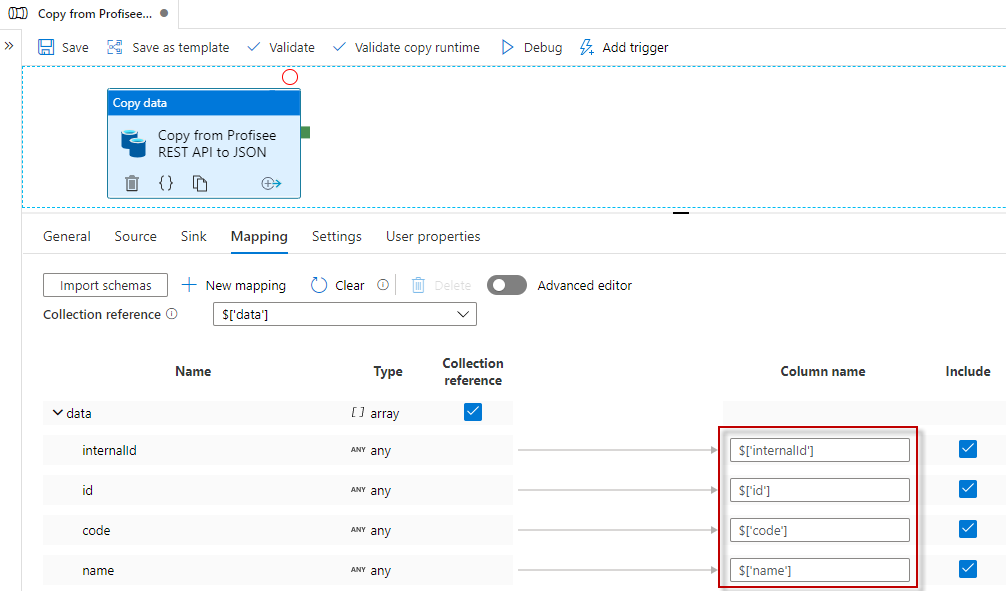 Copy from Profisee...
Save Save as template Validate Validate copy runtime Debug Add trigger
Copy data
Copy from Profisee
REST API to JSON
General Source Sink Mapping Settings User properties
Import schemas New mapping Clear Delete Advanced editor
Collection reference $['data']
Name Type Collection reference Column name Include
data [ ] array
internalId ANY any $['internalId']
id ANY any $['id']
code ANY any $['code']
name ANY any $['name']